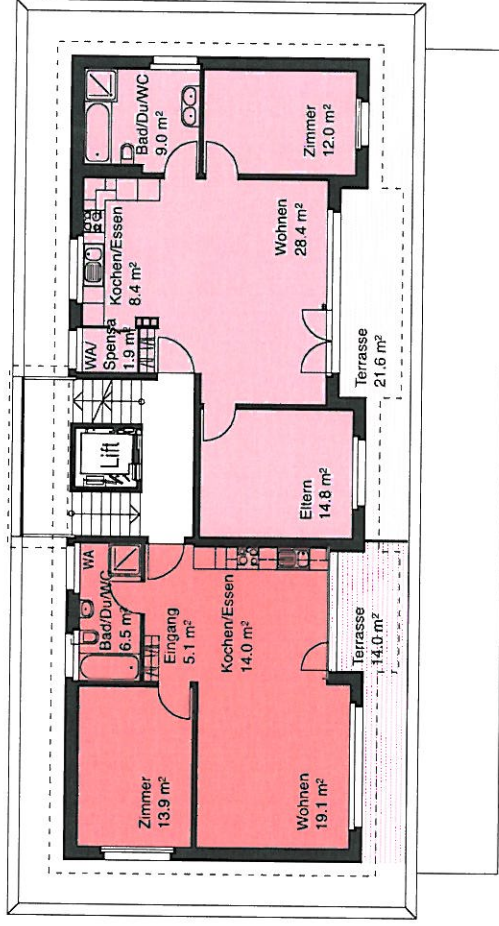 Bad/Du/WC
9.0 m²
Zimmer
12.0 m²
Kochen/Essen
8.4 m²
Wohnen
28.4 m²
WA/
Spensa
1.9 m²
Terrasse
21.6 m²
Lift
Eltern
14.8 m²
WA
Bad/Du/WC
6.5 m²
Eingang
5.1 m²
Kochen/Essen
14.0 m²
Terrasse
14.0 m²
Zimmer
13.9 m²
Wohnen
19.1 m²